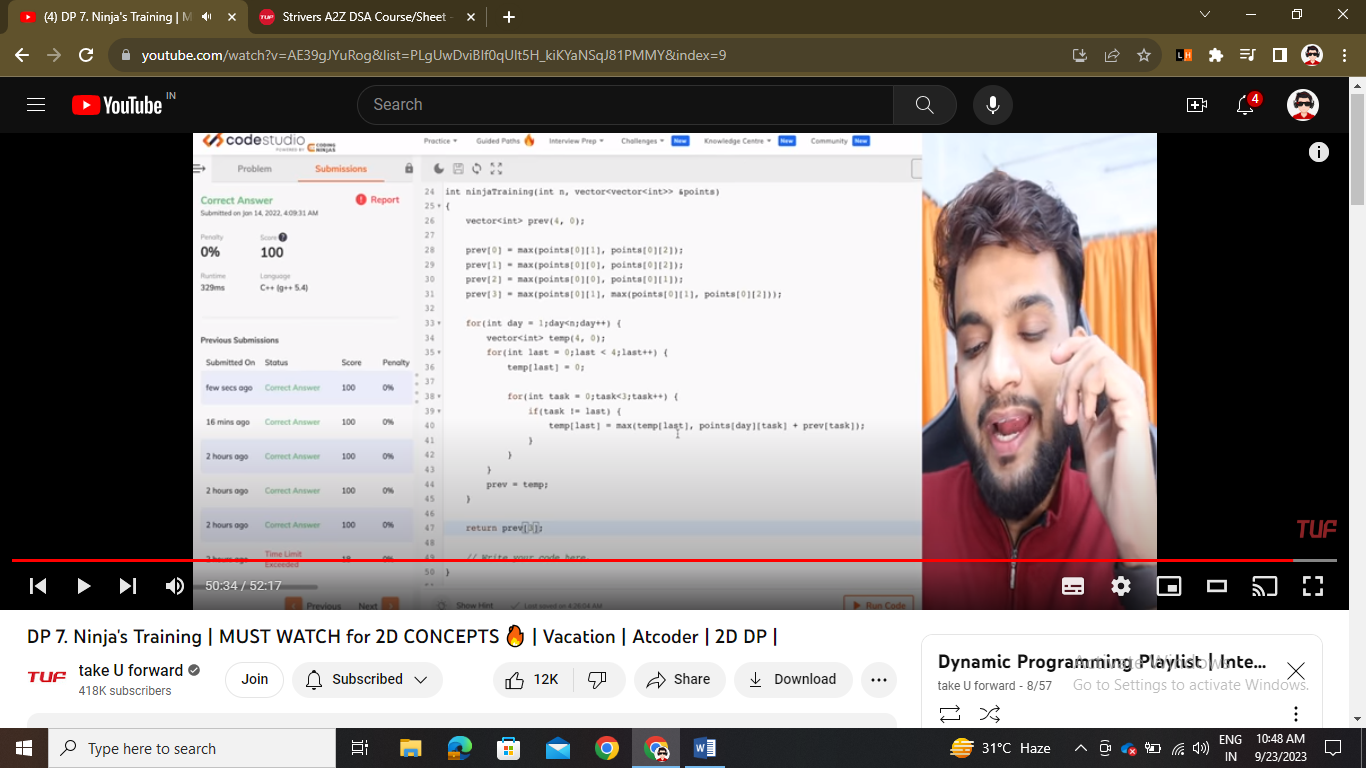 (4) DP 7. Ninja's Training | M
Strivers A2Z DSA Course/Sheet -
youtube.com/watch?v=AE39gJYuRog&list=PLgUwDviBIf0qUlt5H_kiKYaNSqJ81PMMY&index=9
YouTube IN
Search
4
codestudio
POWERED BY CODING NINJAS
Practice
Guided Paths
Interview Prep
Challenges
New
Knowledge Centre
New
Community
New
Problem
Submissions
Correct Answer
Report
Submitted on Jan 14, 2022, 4:09:31 AM
Penalty
Score
0%
100
Runtime
Language
329ms
C++ (g++ 5.4)
Previous Submissions
Submitted On Status Score Penalty
few secs ago Correct Answer 100 0%
16 mins ago Correct Answer 100 0%
2 hours ago Correct Answer 100 0%
2 hours ago Correct Answer 100 0%
2 hours ago Correct Answer 100 0%
Time Limit
Exceeded
Previous Next
24 int ninjaTraining(int n, vector<vector<int>> &points)
25 {
26 vector<int> prev(4, 0);
27
28 prev[0] = max(points[0][1], points[0][2]);
29 prev[1] = max(points[0][0], points[0][2]);
30 prev[2] = max(points[0][0], points[0][1]);
31 prev[3] = max(points[0][1], max(points[0][1], points[0][2]));
32
33 for(int day = 1;day<n;day++) {
34 vector<int> temp(4, 0);
35 for(int last = 0;last < 4;last++) {
36 temp[last] = 0;
37
38 for(int task = 0;task<3;task++) {
39 if(task != last) {
40 temp[last] = max(temp[last], points[day][task] + prev[task]);
41 }
42 }
43 }
44 prev = temp;
45 }
46
47 return prev[3];
48
49 // Write your code here.
50 }
Show Hint
Last saved on 4:26:04 AM
Run Code
TUF
50:34 / 52:17
DP 7. Ninja's Training | MUST WATCH for 2D CONCEPTS 🔥 | Vacation | Atcoder | 2D DP |
TUF
take U forward
418K subscribers
Join
Subscribed
12K
Share
Download
Dynamic Programming Playlist | Inte...
take U forward - 8/57
Activate Windows
Go to Settings to activate Windows.
Type here to search
31°C Haze
ENG
IN
10:48 AM
9/23/2023